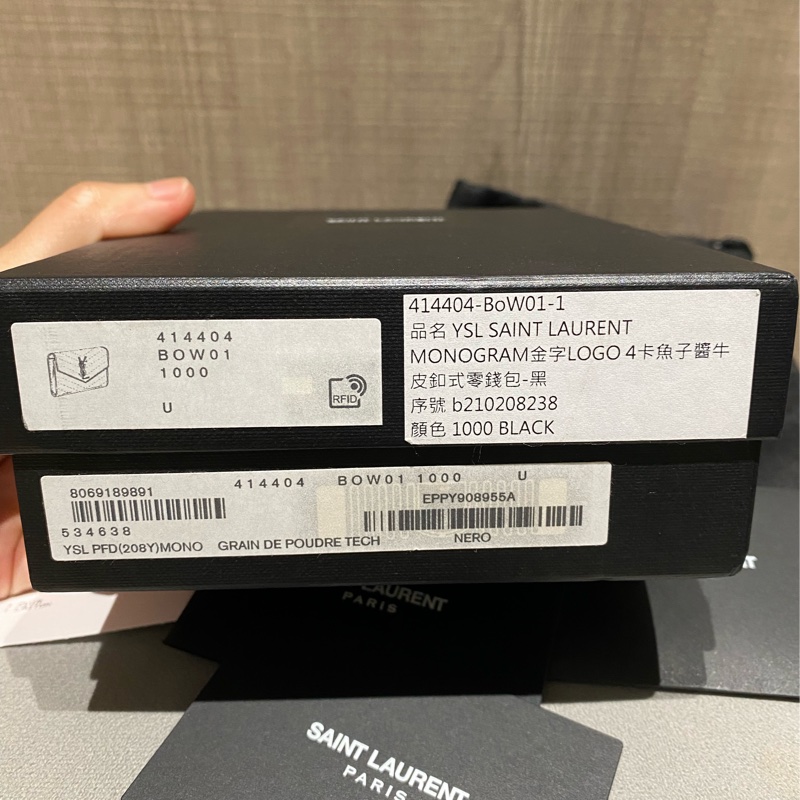 SAINT LAURENT
414404
BOW01
1000
U
RFID
414404-BoW01-1
品名 YSL SAINT LAURENT
MONOGRAM金字LOGO 4卡魚子醬牛
皮釦式零錢包-黑
序號 b210208238
顏色 1000 BLACK
8069189891
414404 BOW01 1000 U
EPPY908955A
534638
YSL PFD(208Y)MONO GRAIN DE POUDRE TECH NERO
LAURENT
PARIS
SAINT LAURENT
PARIS